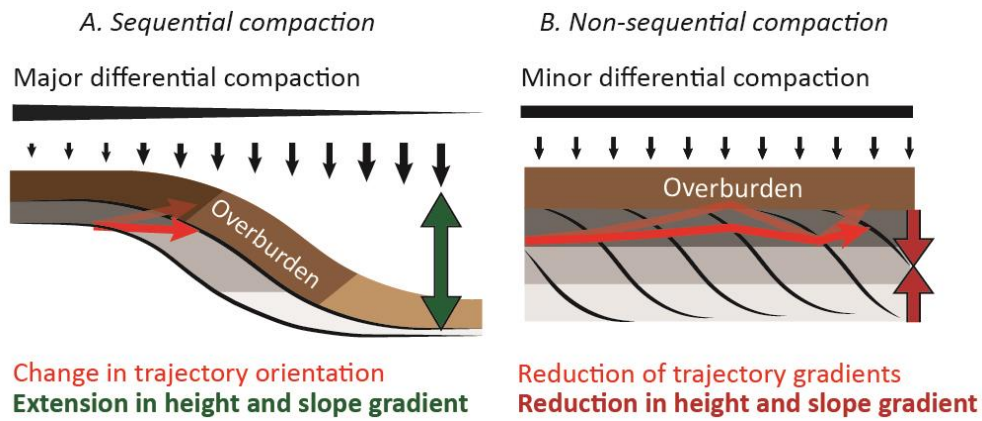 A. Sequential compaction
Major differential compaction
Overburden
Change in trajectory orientation
Extension in height and slope gradient
B. Non-sequential compaction
Minor differential compaction
Overburden
Reduction of trajectory gradients
Reduction in height and slope gradient